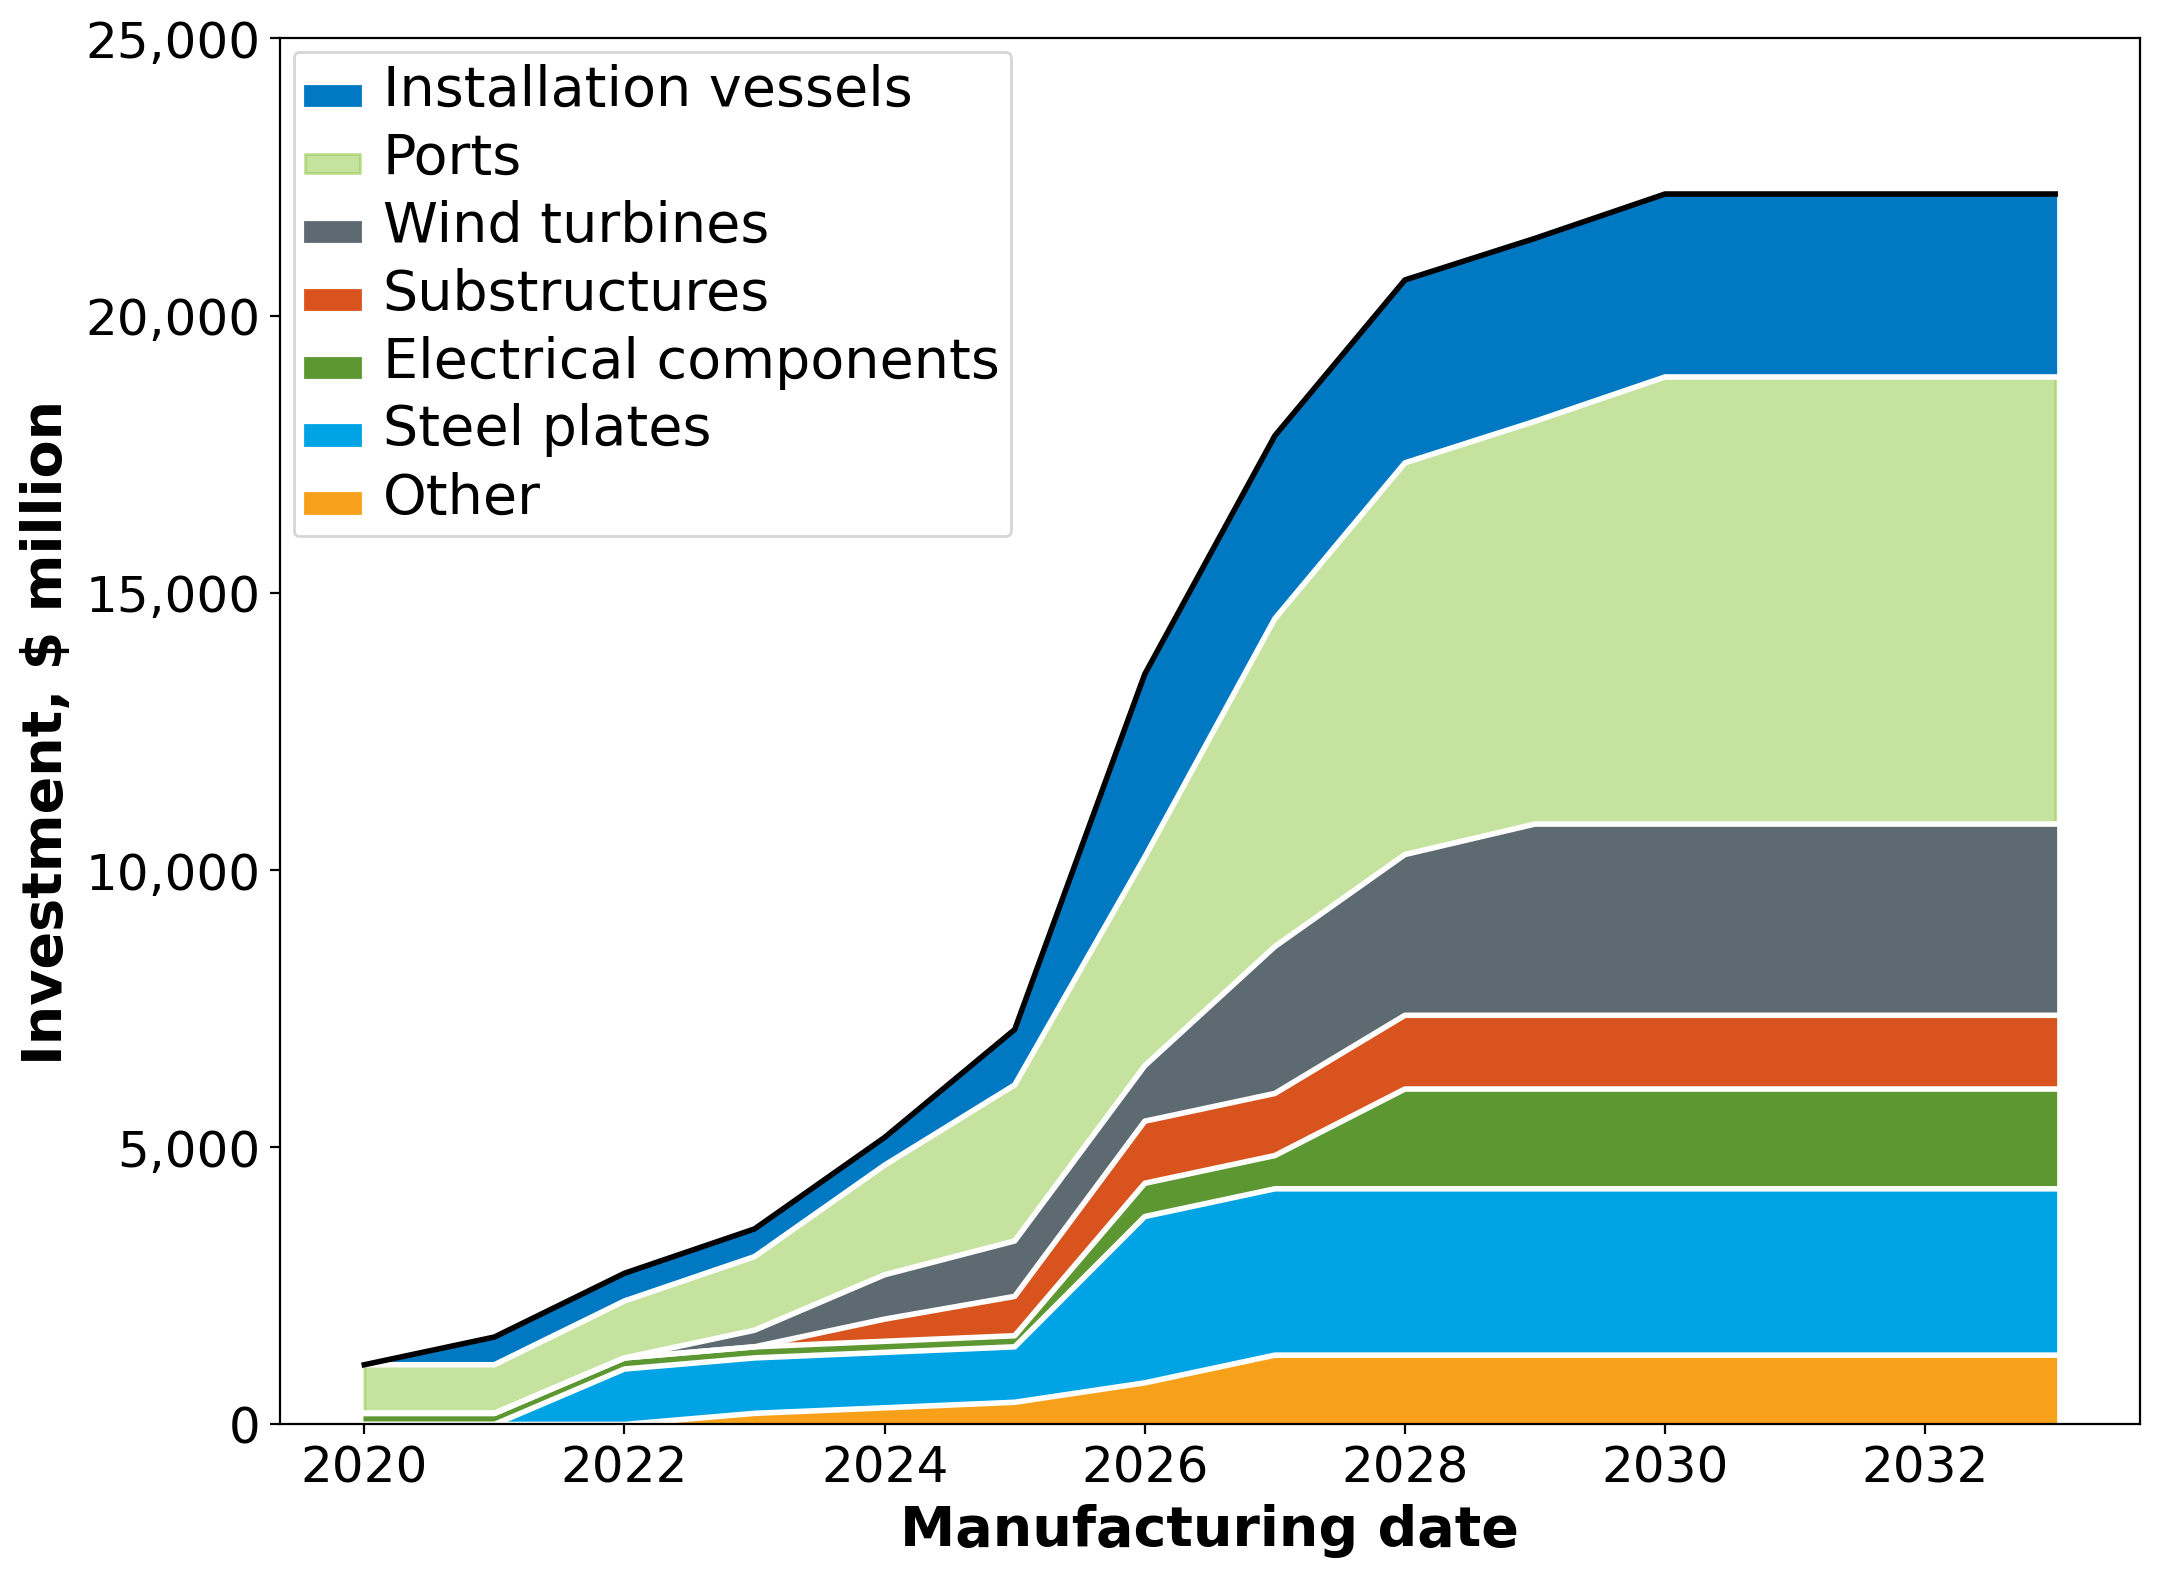 25,000
20,000
15,000
10,000
5,000
0
Investment, $ million
Installation vessels
Ports
Wind turbines
Substructures
Electrical components
Steel plates
Other
2020 2022 2024 2026 2028 2030 2032
Manufacturing date